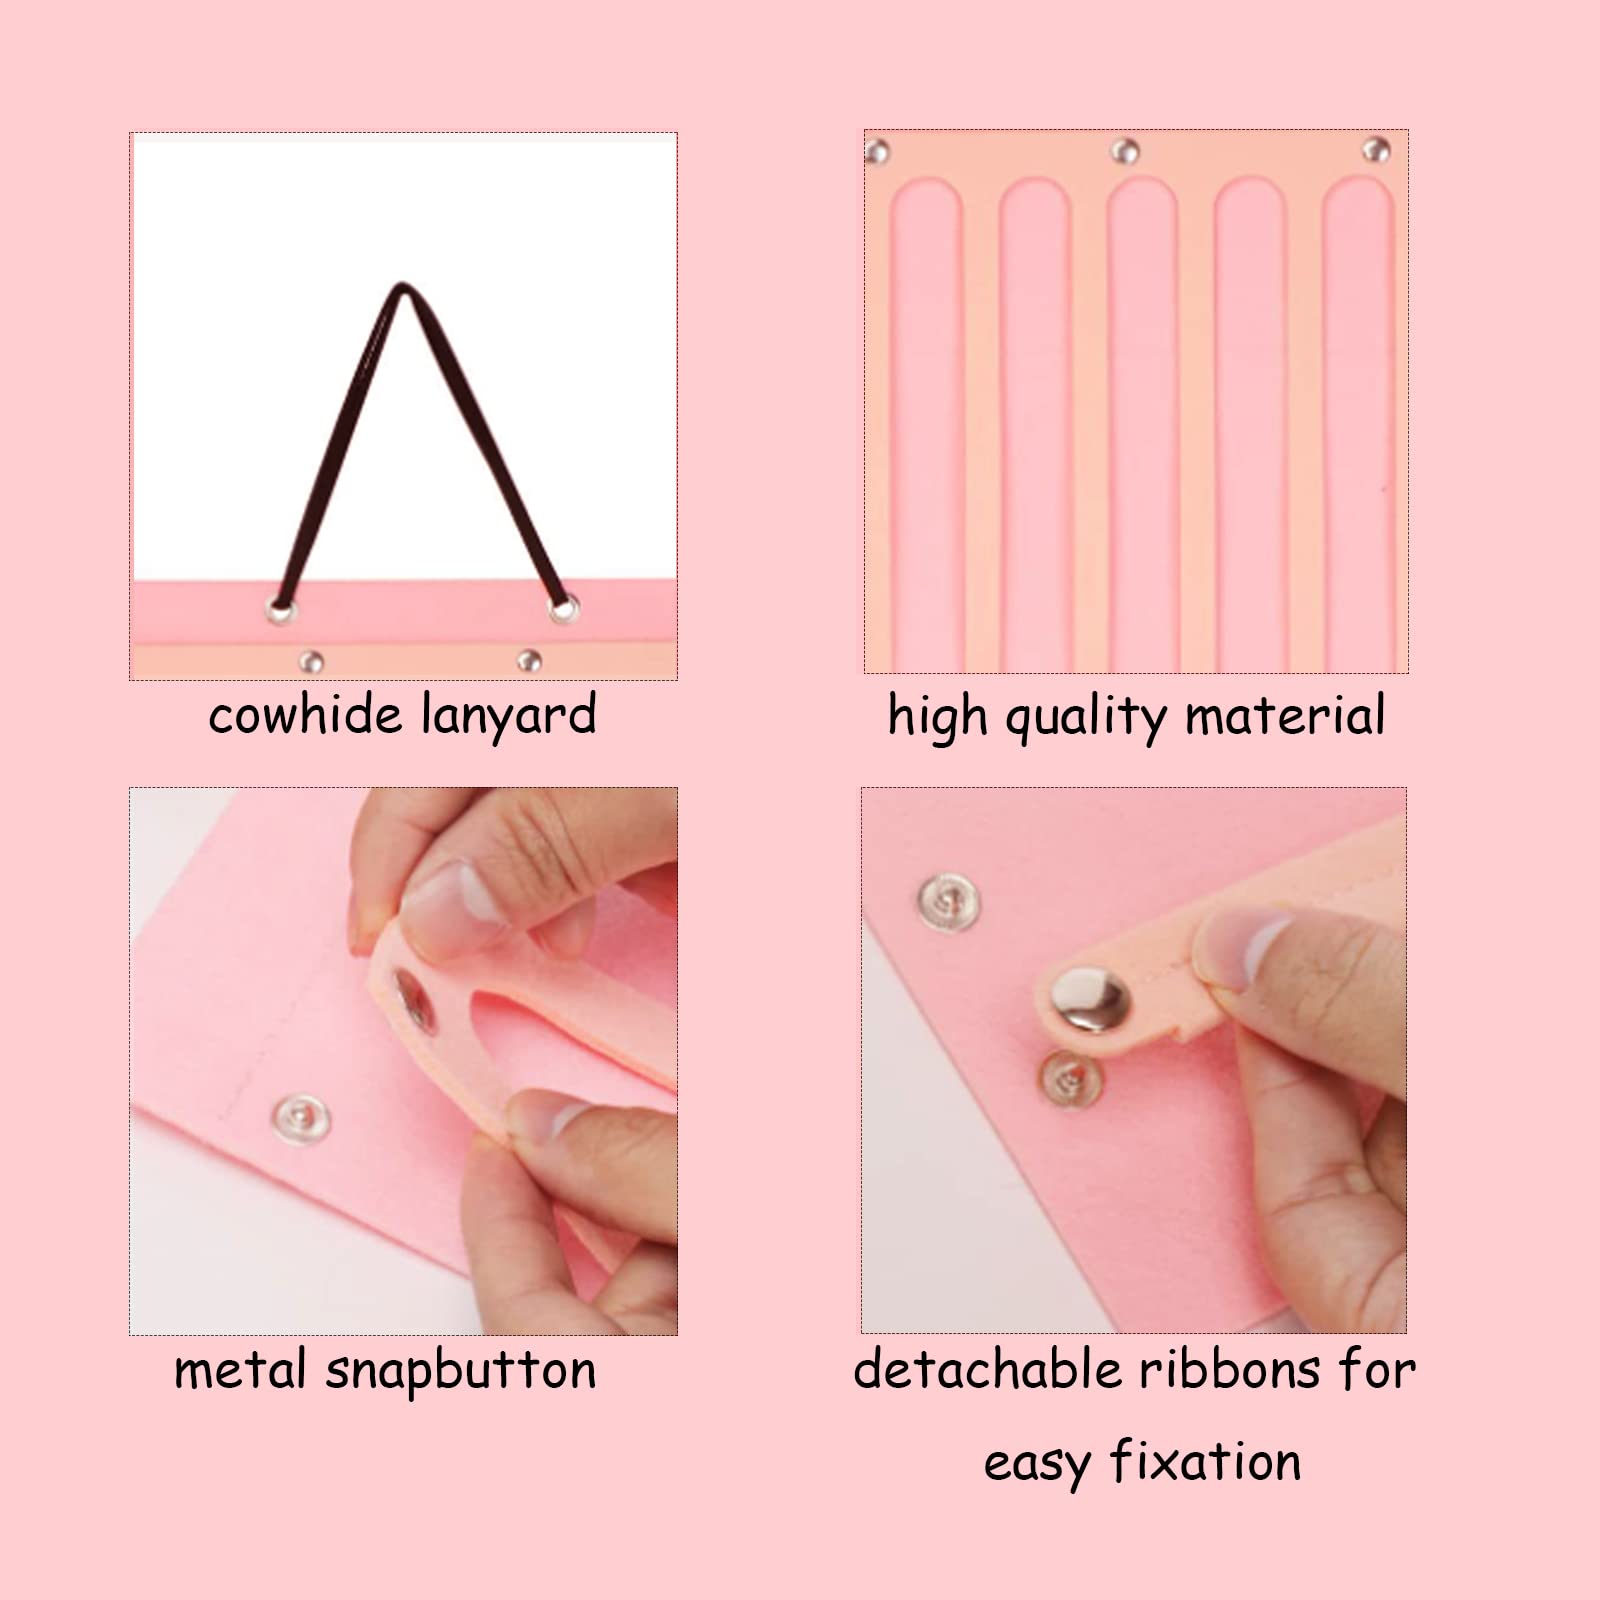 cowhide lanyard
high quality material
metal snapbutton
detachable ribbons for
easy fixation